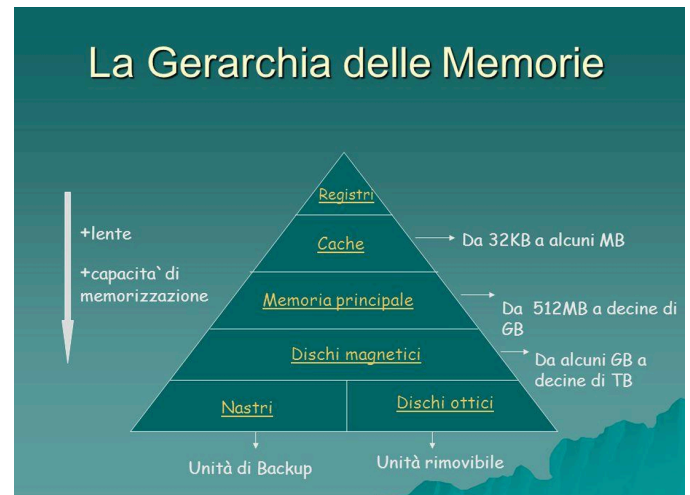 La Gerarchia delle Memorie
Registri
+lente
Cache
Da 32KB a alcuni MB
+capacita` di
memorizzazione
Memoria principale
Da 512MB a decine di
GB
Dischi magnetici
Da alcuni GB a
decine di TB
Nastri
Dischi ottici
Unità di Backup
Unità rimovibile